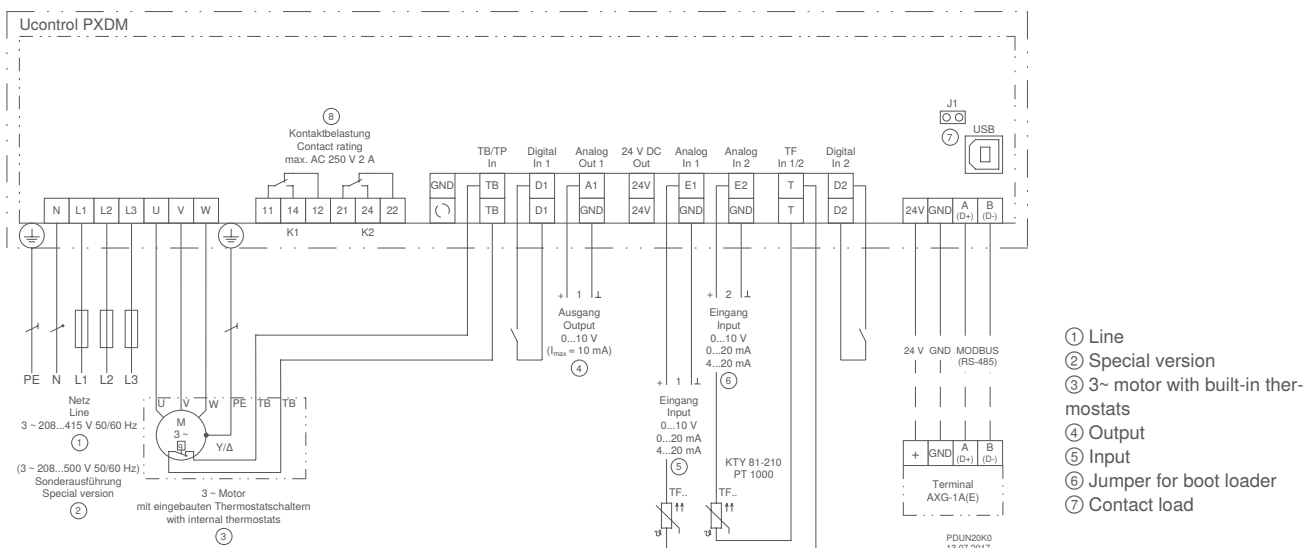 Ucontrol PXDM
J1
⑦
USB
⑧
Kontaktbelastung
Contact rating
max. AC 250 V 2 A
TB/TP
In
Digital
In 1
Analog
Out 1
24 V DC
Out
Analog
In 1
Analog
In 2
TF
In 1/2
Digital
In 2
GND TB D1 A1 24V E1 E2 T D2
N L1 L2 L3 U V W
11 14 12 21 24 22
TB D1 GND 24V GND GND T D2
24V GND A (D+) B (D-)
K1 K2
+ 1 ⊥
Ausgang
Output
0...10 V
(Imax = 10 mA)
④
+ 2 ⊥
Eingang
Input
0...10 V
0...20 mA
4...20 mA
⑥
+ 1 ⊥
Eingang
Input
0...10 V
0...20 mA
4...20 mA
⑤
24 V GND MODBUS
(RS-485)
PE N L1 L2 L3
Netz
Line
3 ~ 208...415 V 50/60 Hz
①
(3 ~ 208...500 V 50/60 Hz)
Sonderausführung
Special version
②
U V W PE TB TB
M
3 ~
Y/Δ
3 ~ Motor
mit eingebauten Thermostatschaltern
with internal thermostats
③
KTY 81-210
PT 1000
TF..
TF..
ϑ
ϑ
+ GND A (D+) B (D-)
Terminal
AXG-1A(E)
PDUN20K0
13.07.2017
① Line
② Special version
③ 3~ motor with built-in ther-
mostats
④ Output
⑤ Input
⑥ Jumper for boot loader
⑦ Contact load